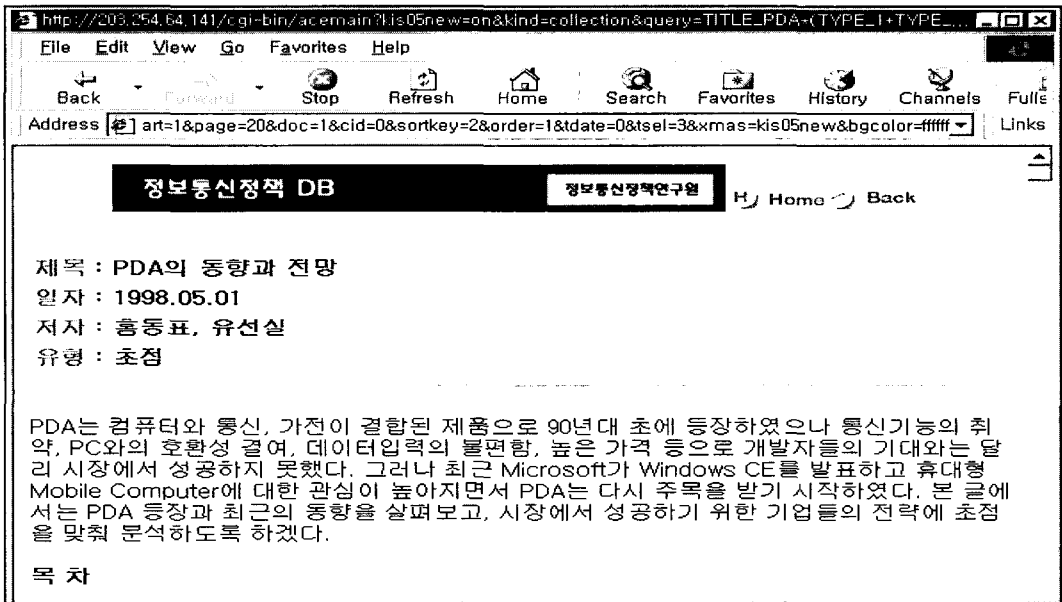 http://203.254.64.141/cgi-bin/acemain?kis05new=on&kind=collection&query=TITLE_PDA+(TYPE_1+TYPE_...
File Edit View Go Favorites Help
Back Forward Stop Refresh Home Search Favorites History Channels Fulls
Address art=1&page=20&doc=1&cid=0&sortkey=2&order=1&tdate=0&tsel=3&xmas=kis05new&bgcolor=ffffff Links
정보통신정책 DB 정보통신정책연구원 Home Back
제목 : PDA의 동향과 전망
일자 : 1998.05.01
저자 : 홍동표, 유선실
유형 : 초점
PDA는 컴퓨터와 통신, 가전이 결합된 제품으로 90년대 초에 등장하였으나 통신기능의 취
약, PC와의 호환성 결여, 데이터입력의 불편함, 높은 가격 등으로 개발자들의 기대와는 달
리 시장에서 성공하지 못했다. 그러나 최근 Microsoft가 Windows CE를 발표하고 휴대형
Mobile Computer에 대한 관심이 높아지면서 PDA는 다시 주목을 받기 시작하였다. 본 글에
서는 PDA 등장과 최근의 동향을 살펴보고, 시장에서 성공하기 위한 기업들의 전략에 초점
을 맞춰 분석하도록 하겠다.
목 차